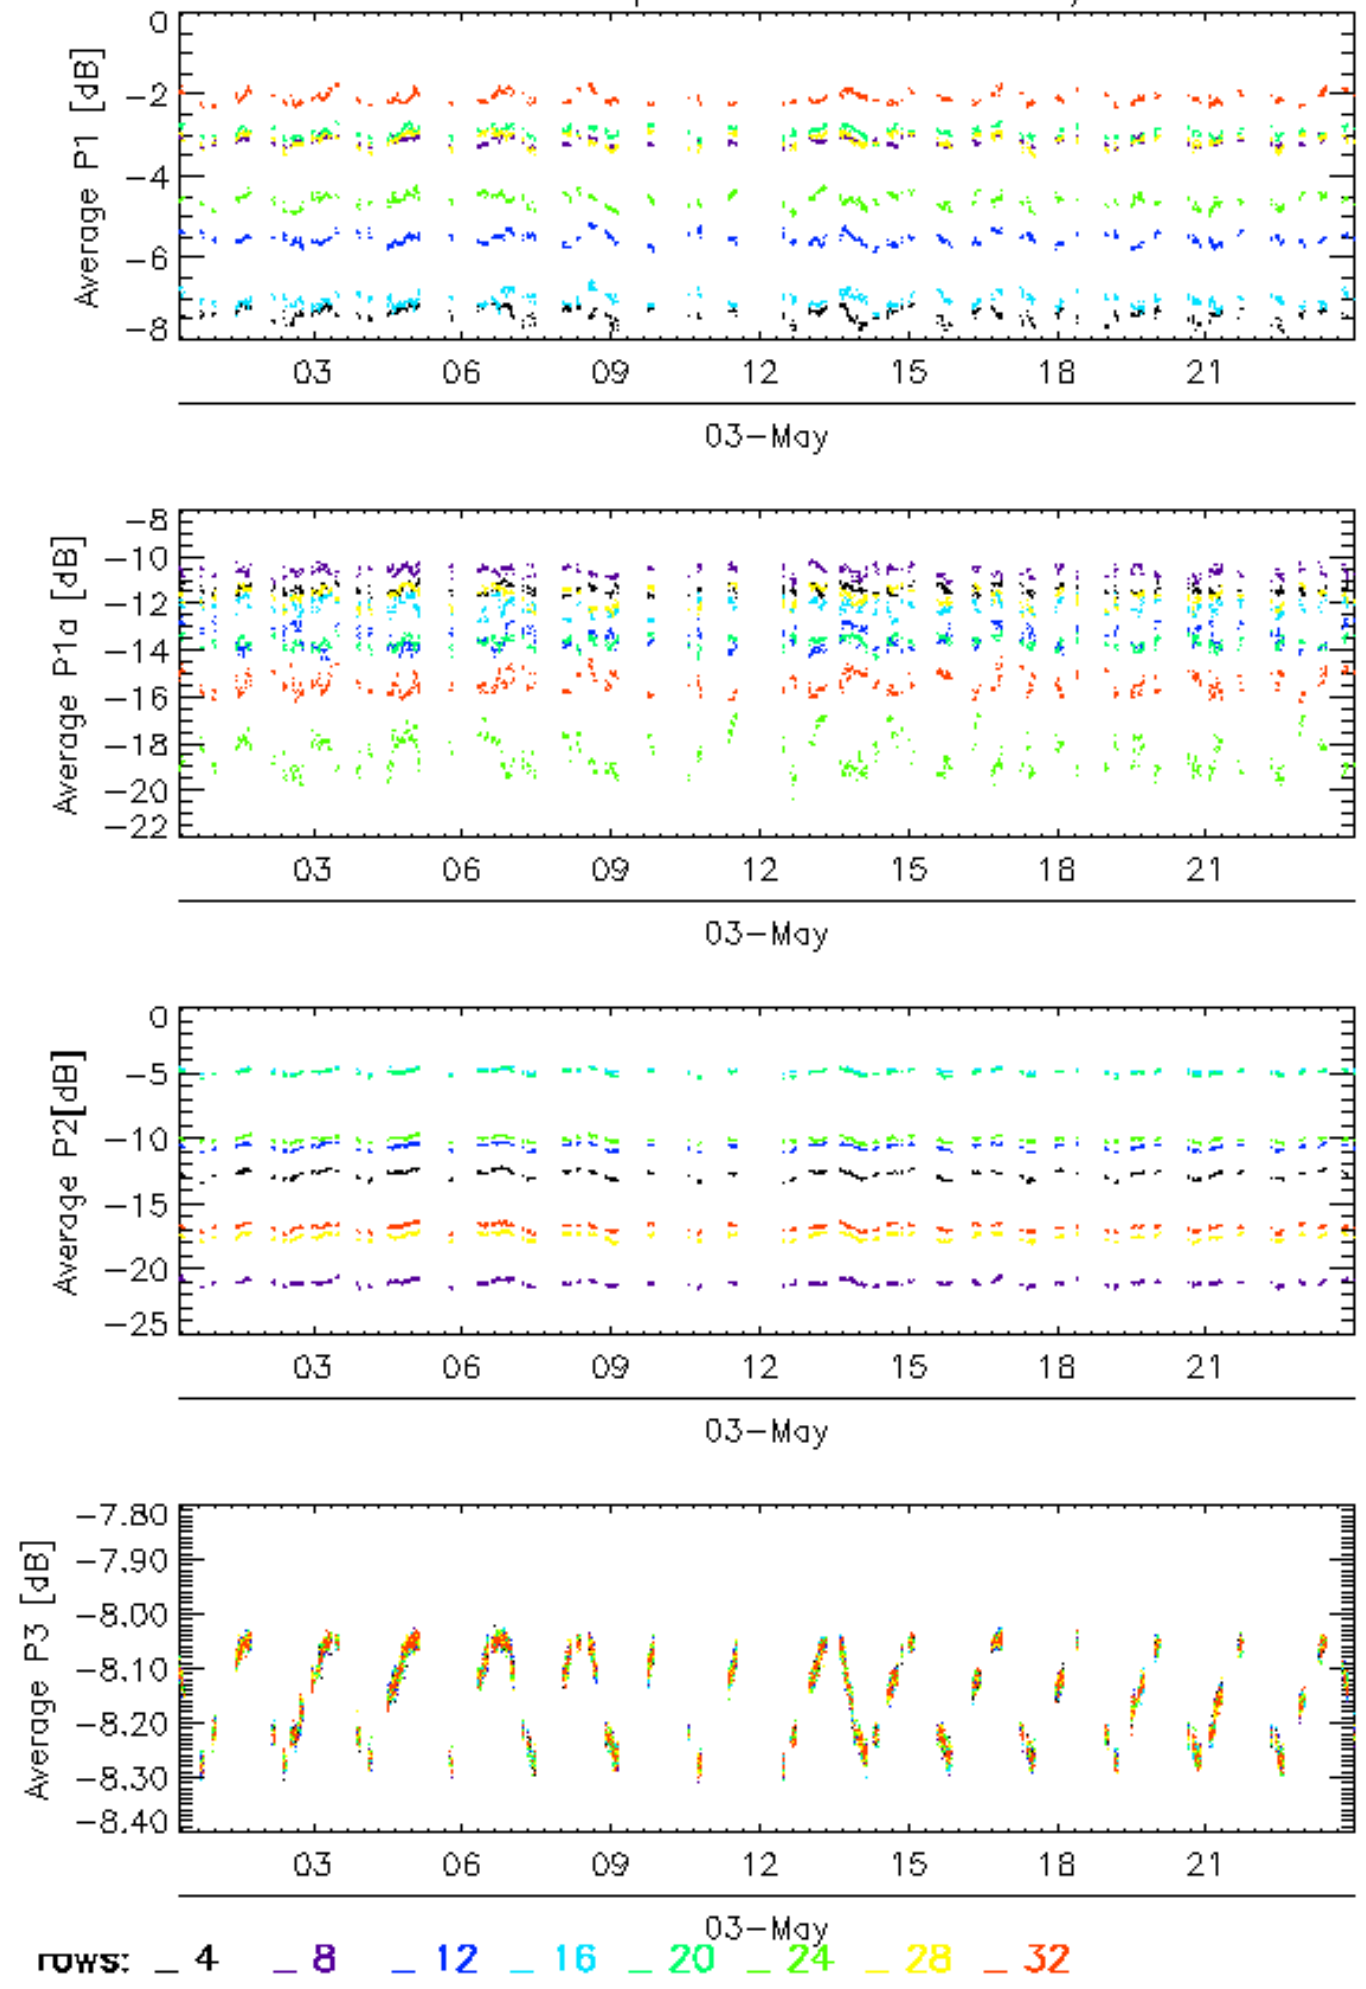 0
-2
-4
-6
-8
Average P1 [dB]
03 06 09 12 15 18 21
03-May
-8
-10
-12
-14
-16
-18
-20
-22
Average P1a [dB]
03 06 09 12 15 18 21
03-May
0
-5
-10
-15
-20
-25
Average P2[dB]
03 06 09 12 15 18 21
03-May
-7.80
-7.90
-8.00
-8.10
-8.20
-8.30
-8.40
Average P3 [dB]
03 06 09 12 15 18 21
03-May
rows: _ 4 _ 8 _ 12 _ 16 _ 20 _ 24 _ 28 _ 32